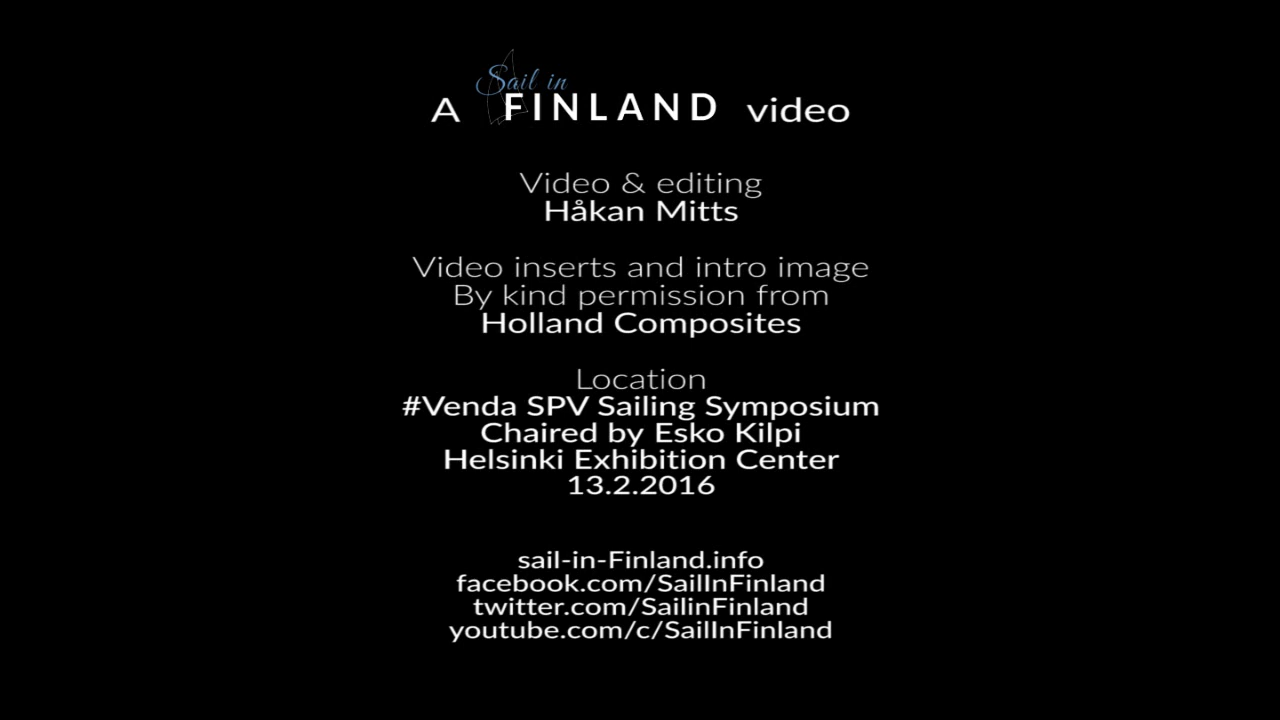 Sail in
A FINLAND video
Video & editing
Håkan Mitts
Video inserts and intro image
By kind permission from
Holland Composites
Location
#Venda SPV Sailing Symposium
Chaired by Esko Kilpi
Helsinki Exhibition Center
13.2.2016
sail-in-Finland.info
facebook.com/SailInFinland
twitter.com/SailinFinland
youtube.com/c/SailInFinland